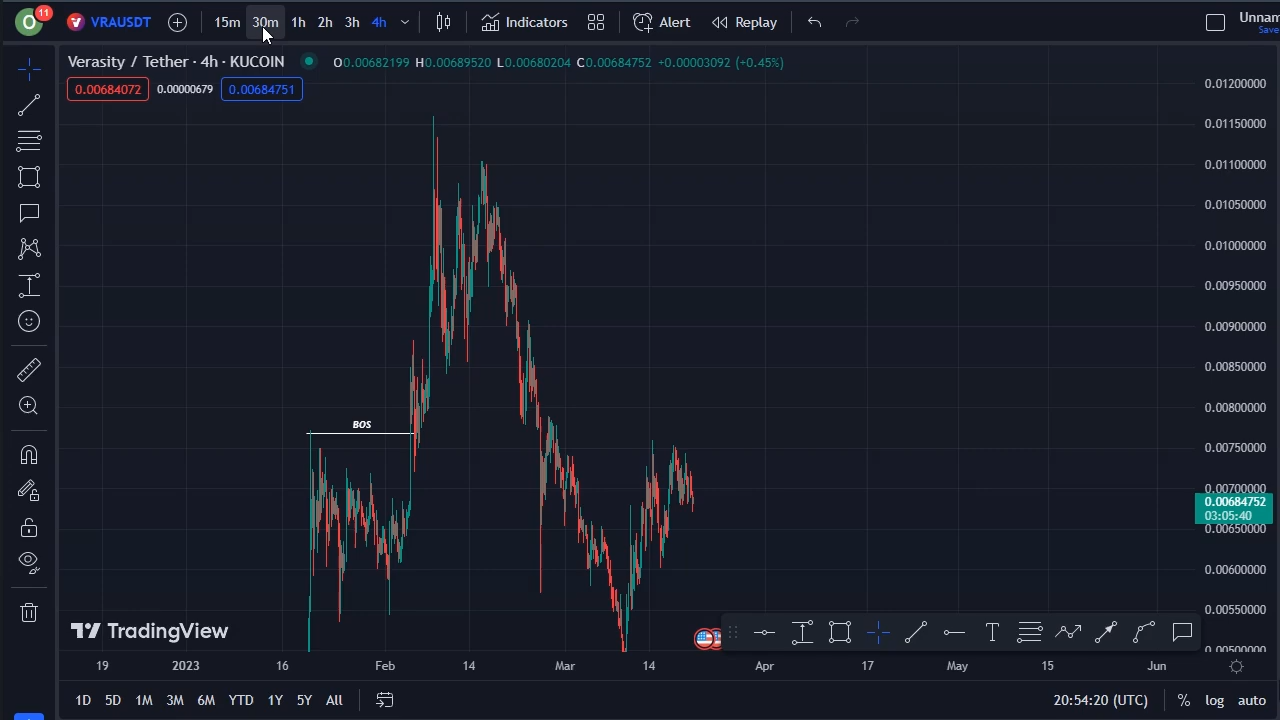 O 11 VRAUSDT 15m 30m 1h 2h 3h 4h Indicators Alert Replay Unnam
Save
Verasity / Tether · 4h · KUCOIN O0.00682199 H0.00689520 L0.00680204 C0.00684752 +0.00003092 (+0.45%)
0.00684072 0.00000679 0.00684751
0.01200000
0.01150000
0.01100000
0.01050000
0.01000000
0.00950000
0.00900000
0.00850000
0.00800000
BOS
0.00750000
0.00700000
0.00684752
03:05:40
0.00650000
0.00600000
0.00550000
TradingView
0.00500000
19 2023 16 Feb 14 Mar 14 Apr 17 May 15 Jun
1D 5D 1M 3M 6M YTD 1Y 5Y All 20:54:20 (UTC) % log auto